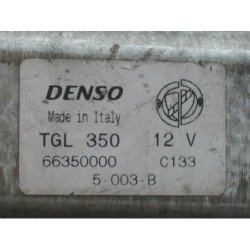 DENSO
Made in Italy
TGL 350 12 V
66350000 C133
5-003-B